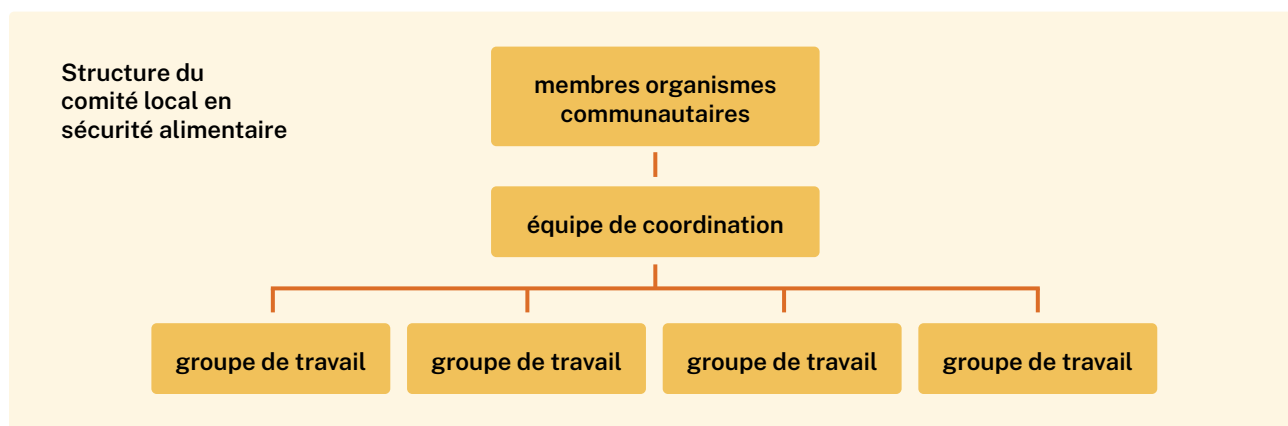 Structure du
comité local en
sécurité alimentaire
membres organismes
communautaires
équipe de coordination
groupe de travail
groupe de travail
groupe de travail
groupe de travail